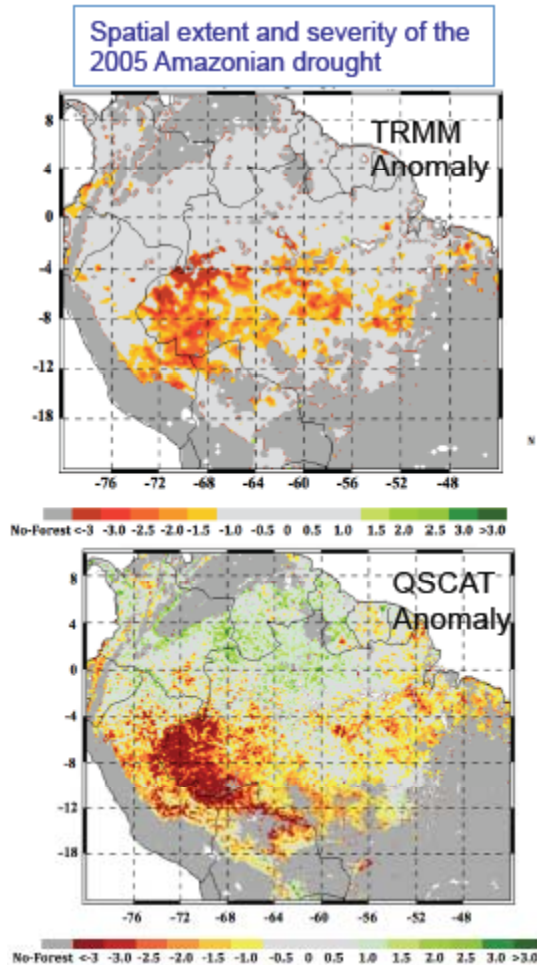 Spatial extent and severity of the
2005 Amazonian drought
TRMM
Anomaly
8
4
0
-4
-8
-12
-18
N
-76 -72 -68 -64 -60 -56 -52 -48
No-Forest <-3 -3.0 -2.5 -2.0 -1.5 -1.0 -0.5 0 0.5 1.0 1.5 2.0 2.5 3.0 >3.0
QSCAT
Anomaly
8
4
0
-4
-8
-12
-18
-76 -72 -68 -64 -60 -56 -52 -48
No-Forest <-3 -3.0 -2.5 -2.0 -1.5 -1.0 -0.5 0 0.5 1.0 1.5 2.0 2.5 3.0 >3.0